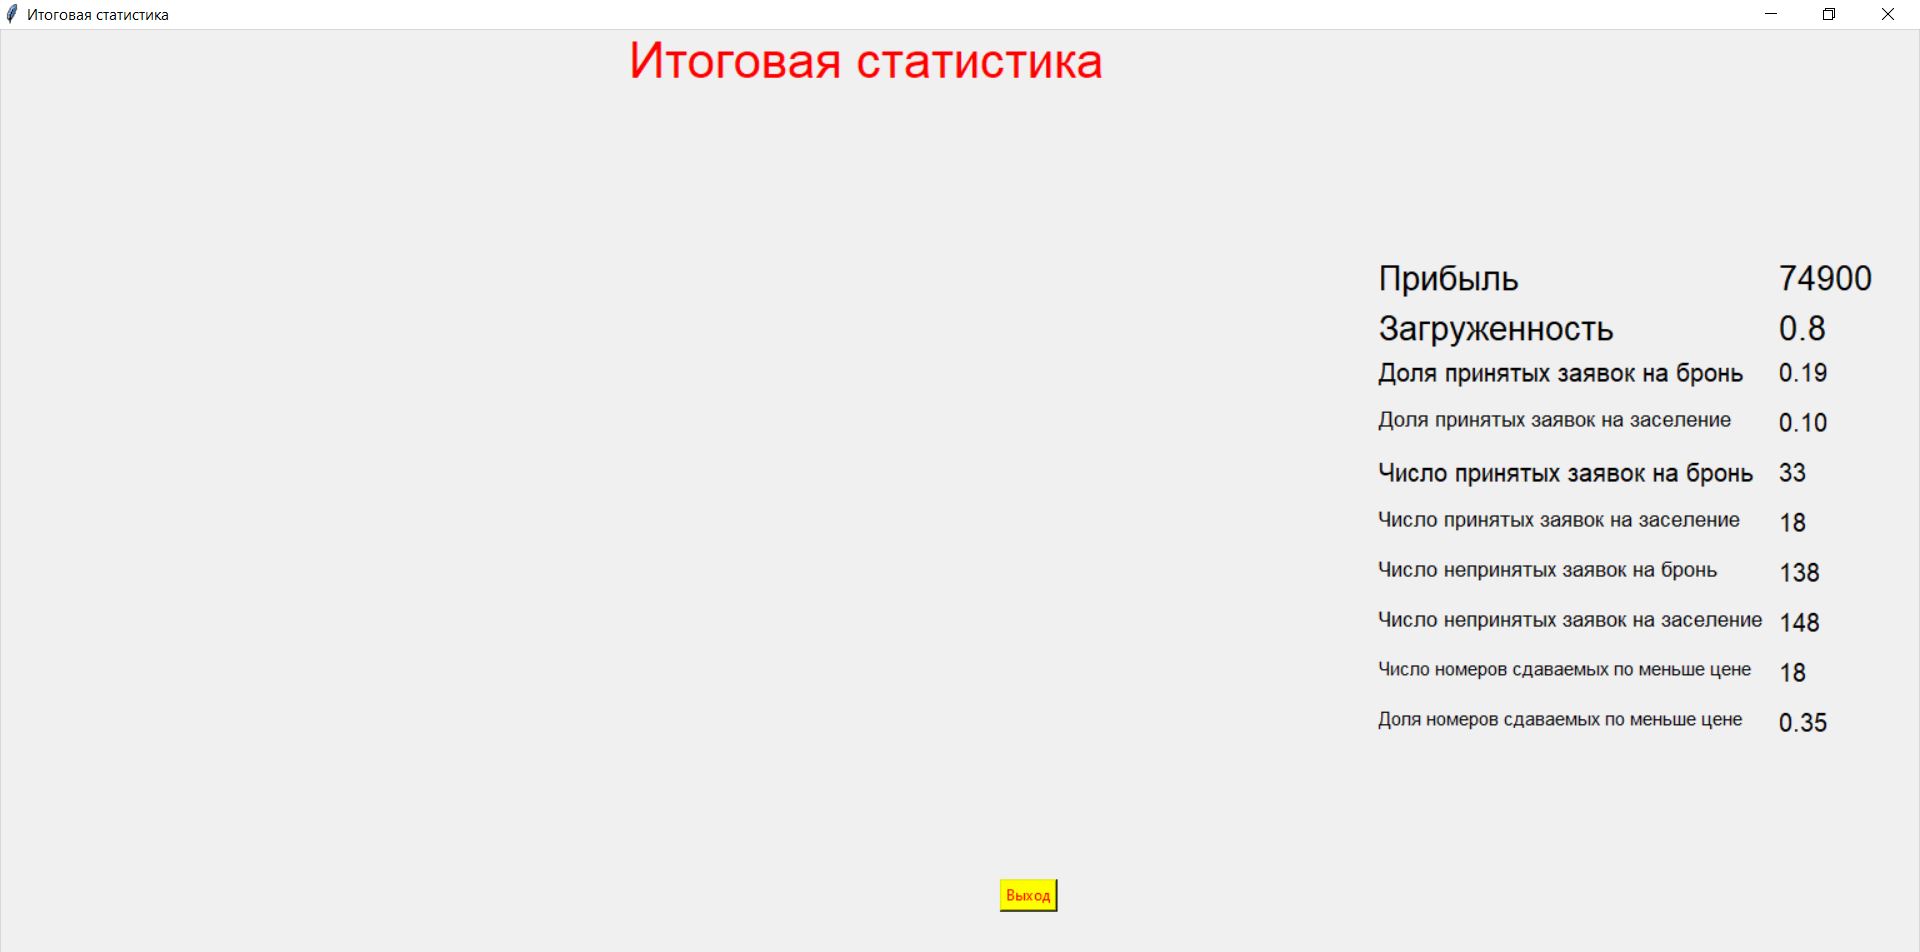 Итоговая статистика
Итоговая статистика
Прибыль 74900
Загруженность 0.8
Доля принятых заявок на бронь 0.19
Доля принятых заявок на заселение 0.10
Число принятых заявок на бронь 33
Число принятых заявок на заселение 18
Число непринятых заявок на бронь 138
Число непринятых заявок на заселение 148
Число номеров сдаваемых по меньше цене 18
Доля номеров сдаваемых по меньше цене 0.35
Выход